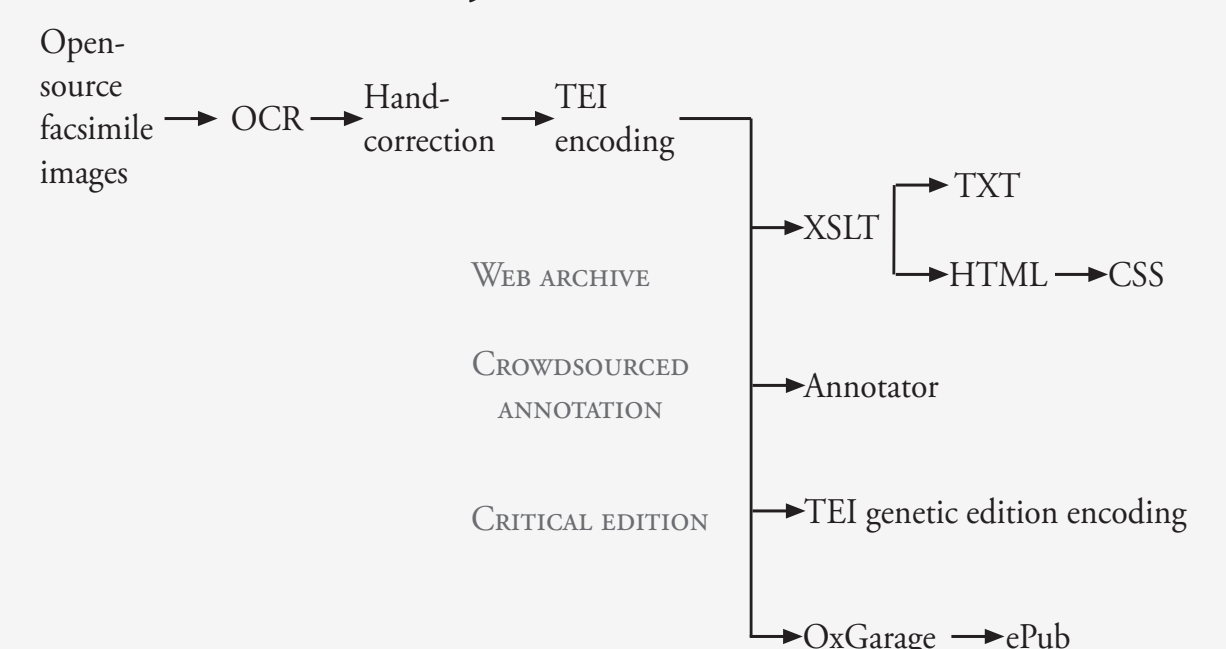 Open-
source
facsimile
images
OCR
Hand-
correction
TEI
encoding
XSLT
TXT
HTML
CSS
WEB ARCHIVE
CROWDSOURCED
ANNOTATION
Annotator
CRITICAL EDITION
TEI genetic edition encoding
OxGarage
ePub